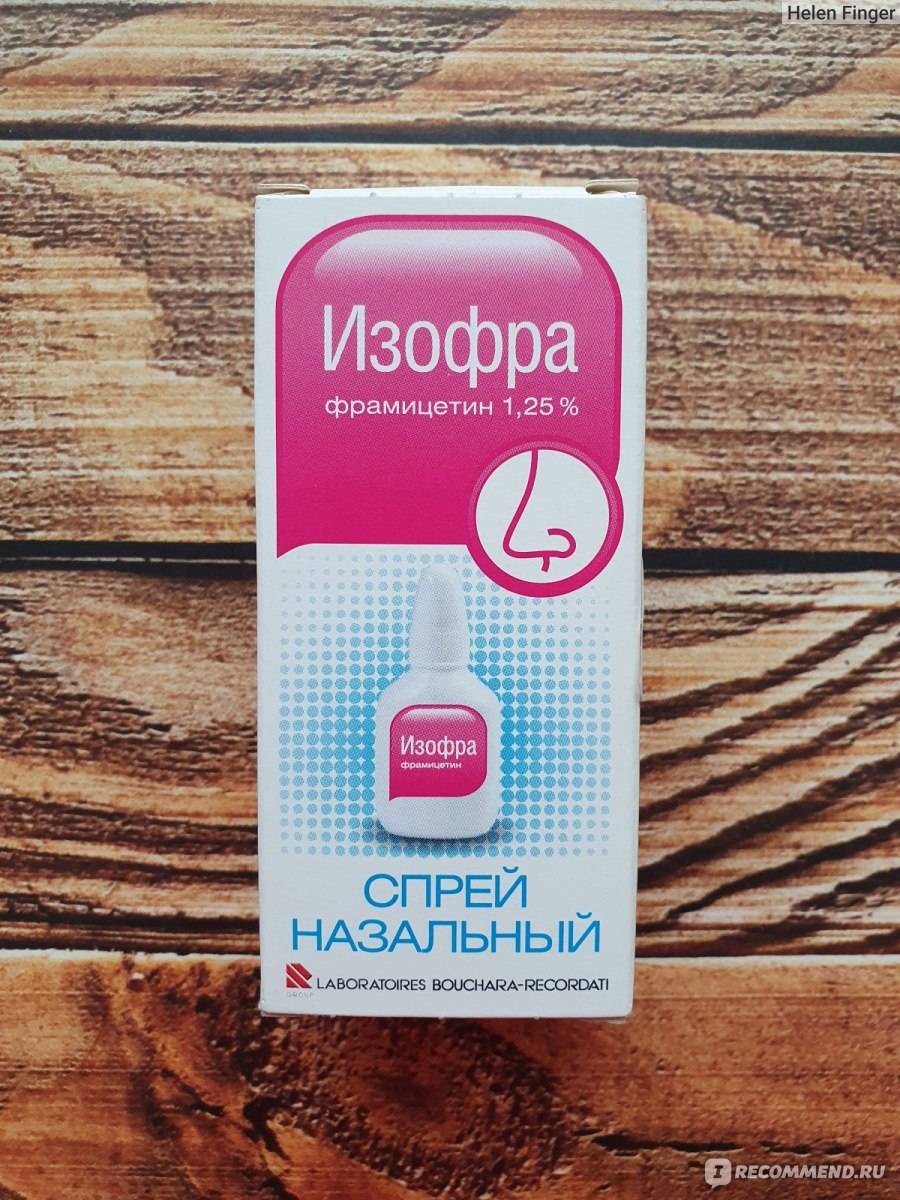 Helen Finger
Изофра
фрамицетин 1,25 %
Изофра
фрамицетин
СПРЕЙ
НАЗАЛЬНЫЙ
GROUP
LABORATOIRES BOUCHARA-RECORDATI
I RECOMMEND.RU